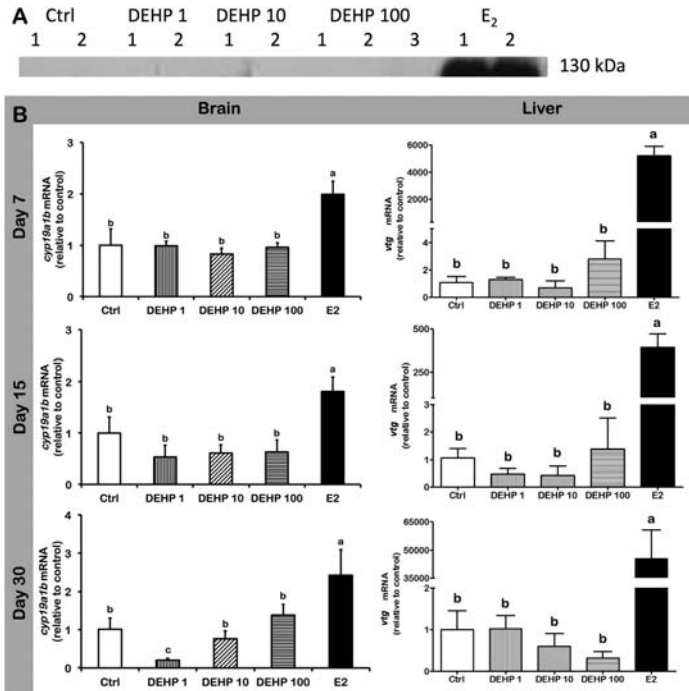 A
Ctrl DEHP 1 DEHP 10 DEHP 100 E2
1 2 1 2 1 2 1 2 3 1 2
130 kDa
B
Brain Liver
Day 7
cyp19a1b mRNA
(relative to control)
3
2
1
0
b b b b a
Ctrl DEHP 1 DEHP 10 DEHP 100 E2
vtg mRNA
(relative to control)
6000
4000
2000
4
2
0
b b b b a
Ctrl DEHP 1 DEHP 10 DEHP 100 E2
Day 15
cyp19a1b mRNA
(relative to control)
3
2
1
0
b b b b a
Ctrl DEHP 1 DEHP 10 DEHP 100 E2
vtg mRNA
(relative to control)
500
250
3
2
1
0
b b b b a
Ctrl DEHP 1 DEHP 10 DEHP 100 E2
Day 30
cyp19a1b mRNA
(relative to control)
4
2
1
0
b c b b a
Ctrl DEHP 1 DEHP 10 DEHP 100 E2
vtg mRNA
(relative to control)
65000
50000
35000
2
1
0
b b b b a
Ctrl DEHP 1 DEHP 10 DEHP 100 E2